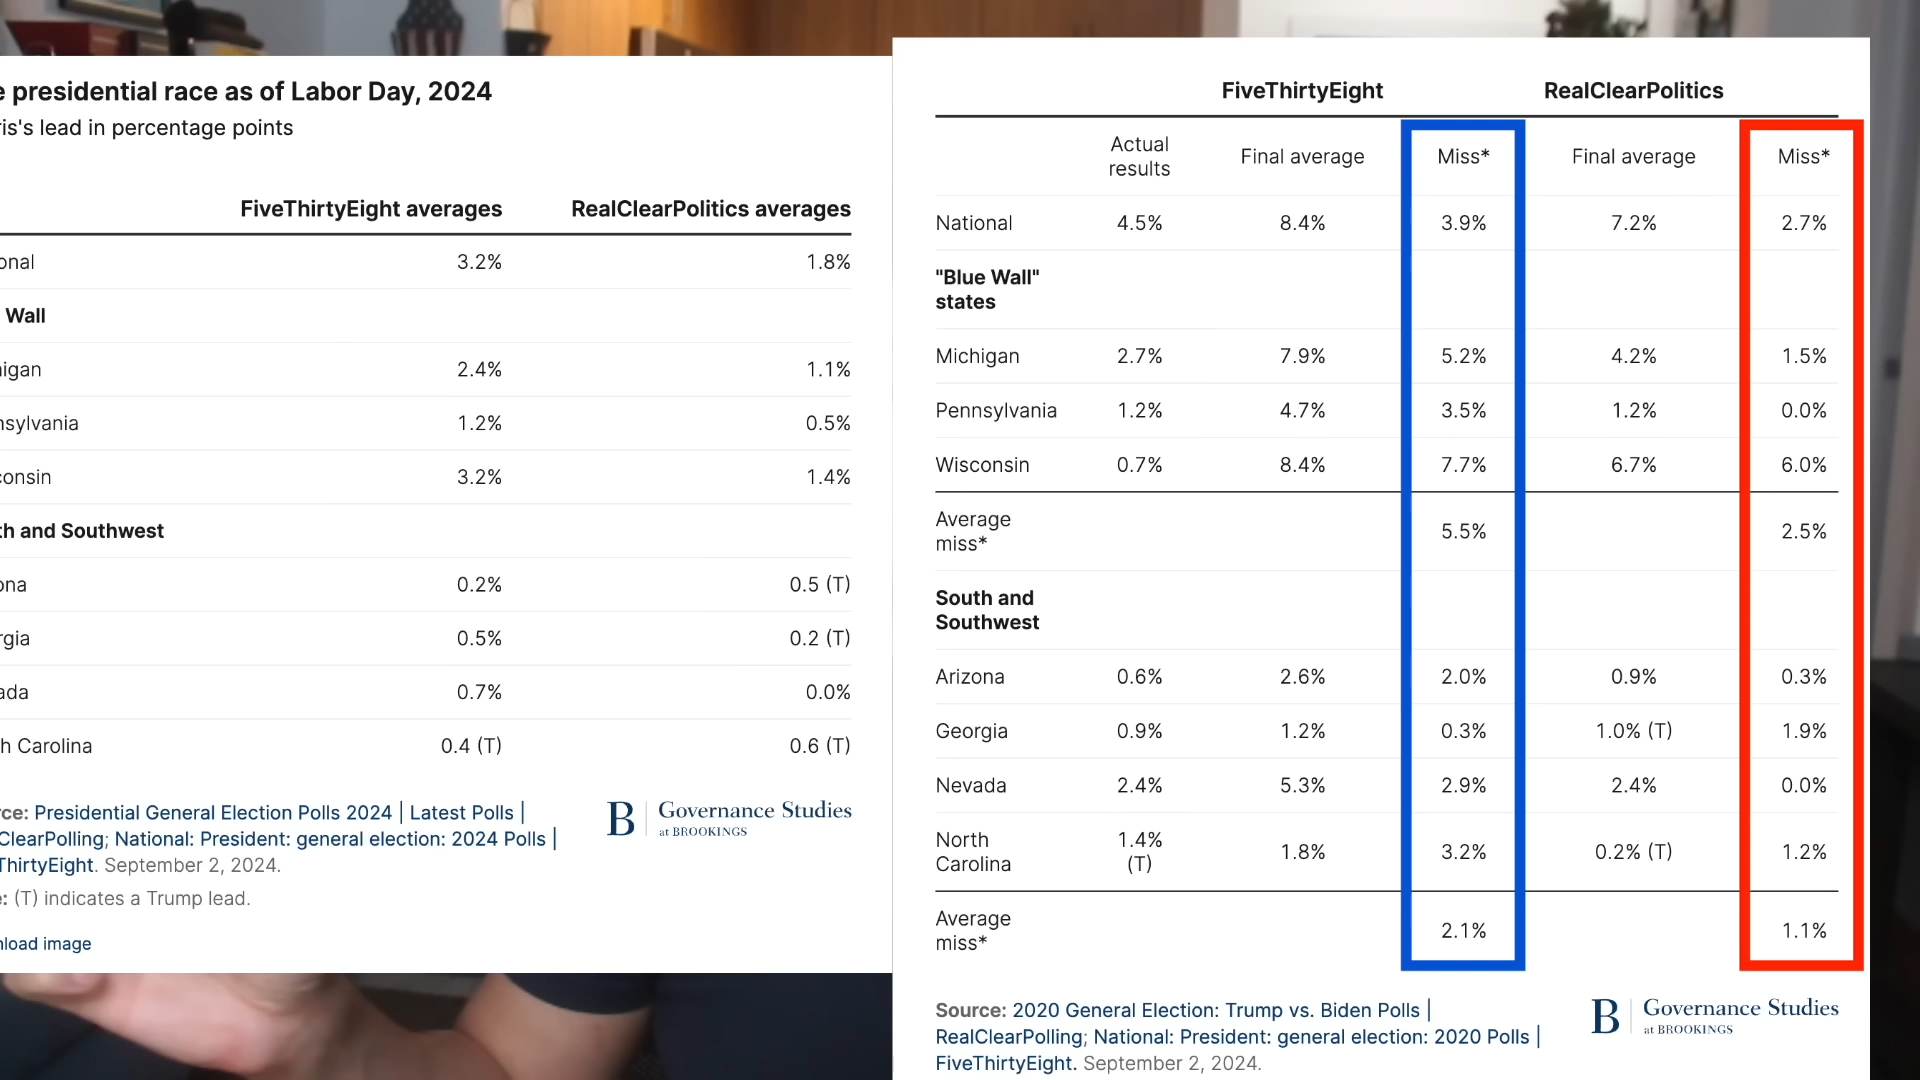 e presidential race as of Labor Day, 2024
ris's lead in percentage points
FiveThirtyEight averages RealClearPolitics averages
onal 3.2% 1.8%
Wall
igan 2.4% 1.1%
nsylvania 1.2% 0.5%
consin 3.2% 1.4%
th and Southwest
ona 0.2% 0.5 (T)
rgia 0.5% 0.2 (T)
ada 0.7% 0.0%
h Carolina 0.4 (T) 0.6 (T)
rce: Presidential General Election Polls 2024 | Latest Polls |
ClearPolling; National: President: general election: 2024 Polls |
ThirtyEight. September 2, 2024.
e: (T) indicates a Trump lead.
nload image
B | Governance Studies
at BROOKINGS
FiveThirtyEight RealClearPolitics
Actual
results Final average Miss* Final average Miss*
National 4.5% 8.4% 3.9% 7.2% 2.7%
"Blue Wall"
states
Michigan 2.7% 7.9% 5.2% 4.2% 1.5%
Pennsylvania 1.2% 4.7% 3.5% 1.2% 0.0%
Wisconsin 0.7% 8.4% 7.7% 6.7% 6.0%
Average
miss* 5.5% 2.5%
South and
Southwest
Arizona 0.6% 2.6% 2.0% 0.9% 0.3%
Georgia 0.9% 1.2% 0.3% 1.0% (T) 1.9%
Nevada 2.4% 5.3% 2.9% 2.4% 0.0%
North
Carolina 1.4%
(T) 1.8% 3.2% 0.2% (T) 1.2%
Average
miss* 2.1% 1.1%
Source: 2020 General Election: Trump vs. Biden Polls |
RealClearPolling; National: President: general election: 2020 Polls |
FiveThirtyEight. September 2, 2024.
B | Governance Studies
at BROOKINGS